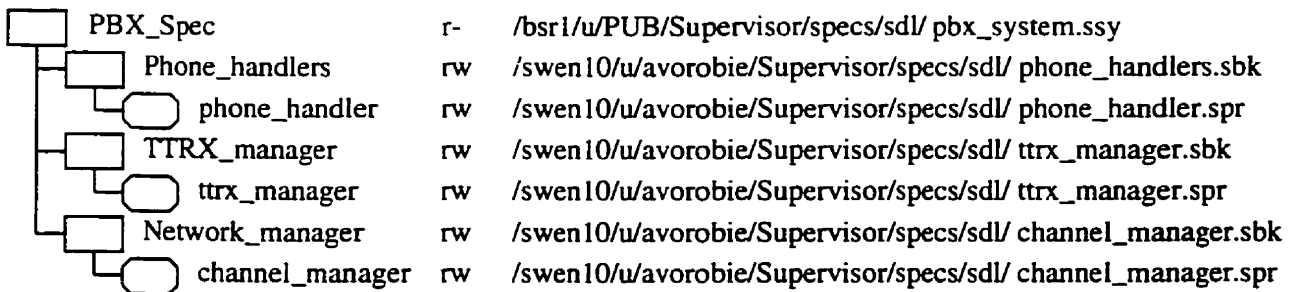 PBX_Spec r- /bsr1/u/PUB/Supervisor/specs/sdl/ pbx_system.ssy
Phone_handlers rw /swen10/u/avorobie/Supervisor/specs/sdl/ phone_handlers.sbk
phone_handler rw /swen10/u/avorobie/Supervisor/specs/sdl/ phone_handler.spr
TTRX_manager rw /swen10/u/avorobie/Supervisor/specs/sdl/ ttrx_manager.sbk
ttrx_manager rw /swen10/u/avorobie/Supervisor/specs/sdl/ ttrx_manager.spr
Network_manager rw /swen10/u/avorobie/Supervisor/specs/sdl/ channel_manager.sbk
channel_manager rw /swen10/u/avorobie/Supervisor/specs/sdl/ channel_manager.spr